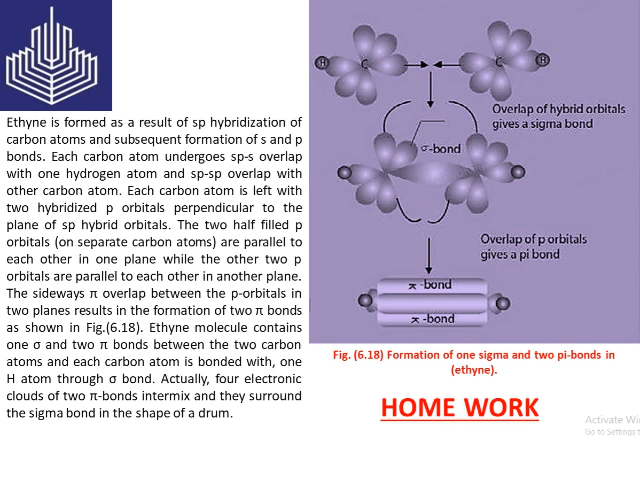 Ethyne is formed as a result of sp hybridization of
carbon atoms and subsequent formation of s and p
bonds. Each carbon atom undergoes sp-s overlap
with one hydrogen atom and sp-sp overlap with
other carbon atom. Each carbon atom is left with
two hybridized p orbitals perpendicular to the
plane of sp hybrid orbitals. The two half filled p
orbitals (on separate carbon atoms) are parallel to
each other in one plane while the other two p
orbitals are parallel to each other in another plane.
The sideways π overlap between the p-orbitals in
two planes results in the formation of two π bonds
as shown in Fig.(6.18). Ethyne molecule contains
one σ and two π bonds between the two carbon
atoms and each carbon atom is bonded with, one
H atom through σ bond. Actually, four electronic
clouds of two π-bonds intermix and they surround
the sigma bond in the shape of a drum.
H C C H
Overlap of hybrid orbitals
gives a sigma bond
σ-bond
Overlap of p orbitals
gives a pi bond
π -bond
π -bond
Fig. (6.18) Formation of one sigma and two pi-bonds in
(ethyne).
HOME WORK
Activate Wi
Go to Settings t